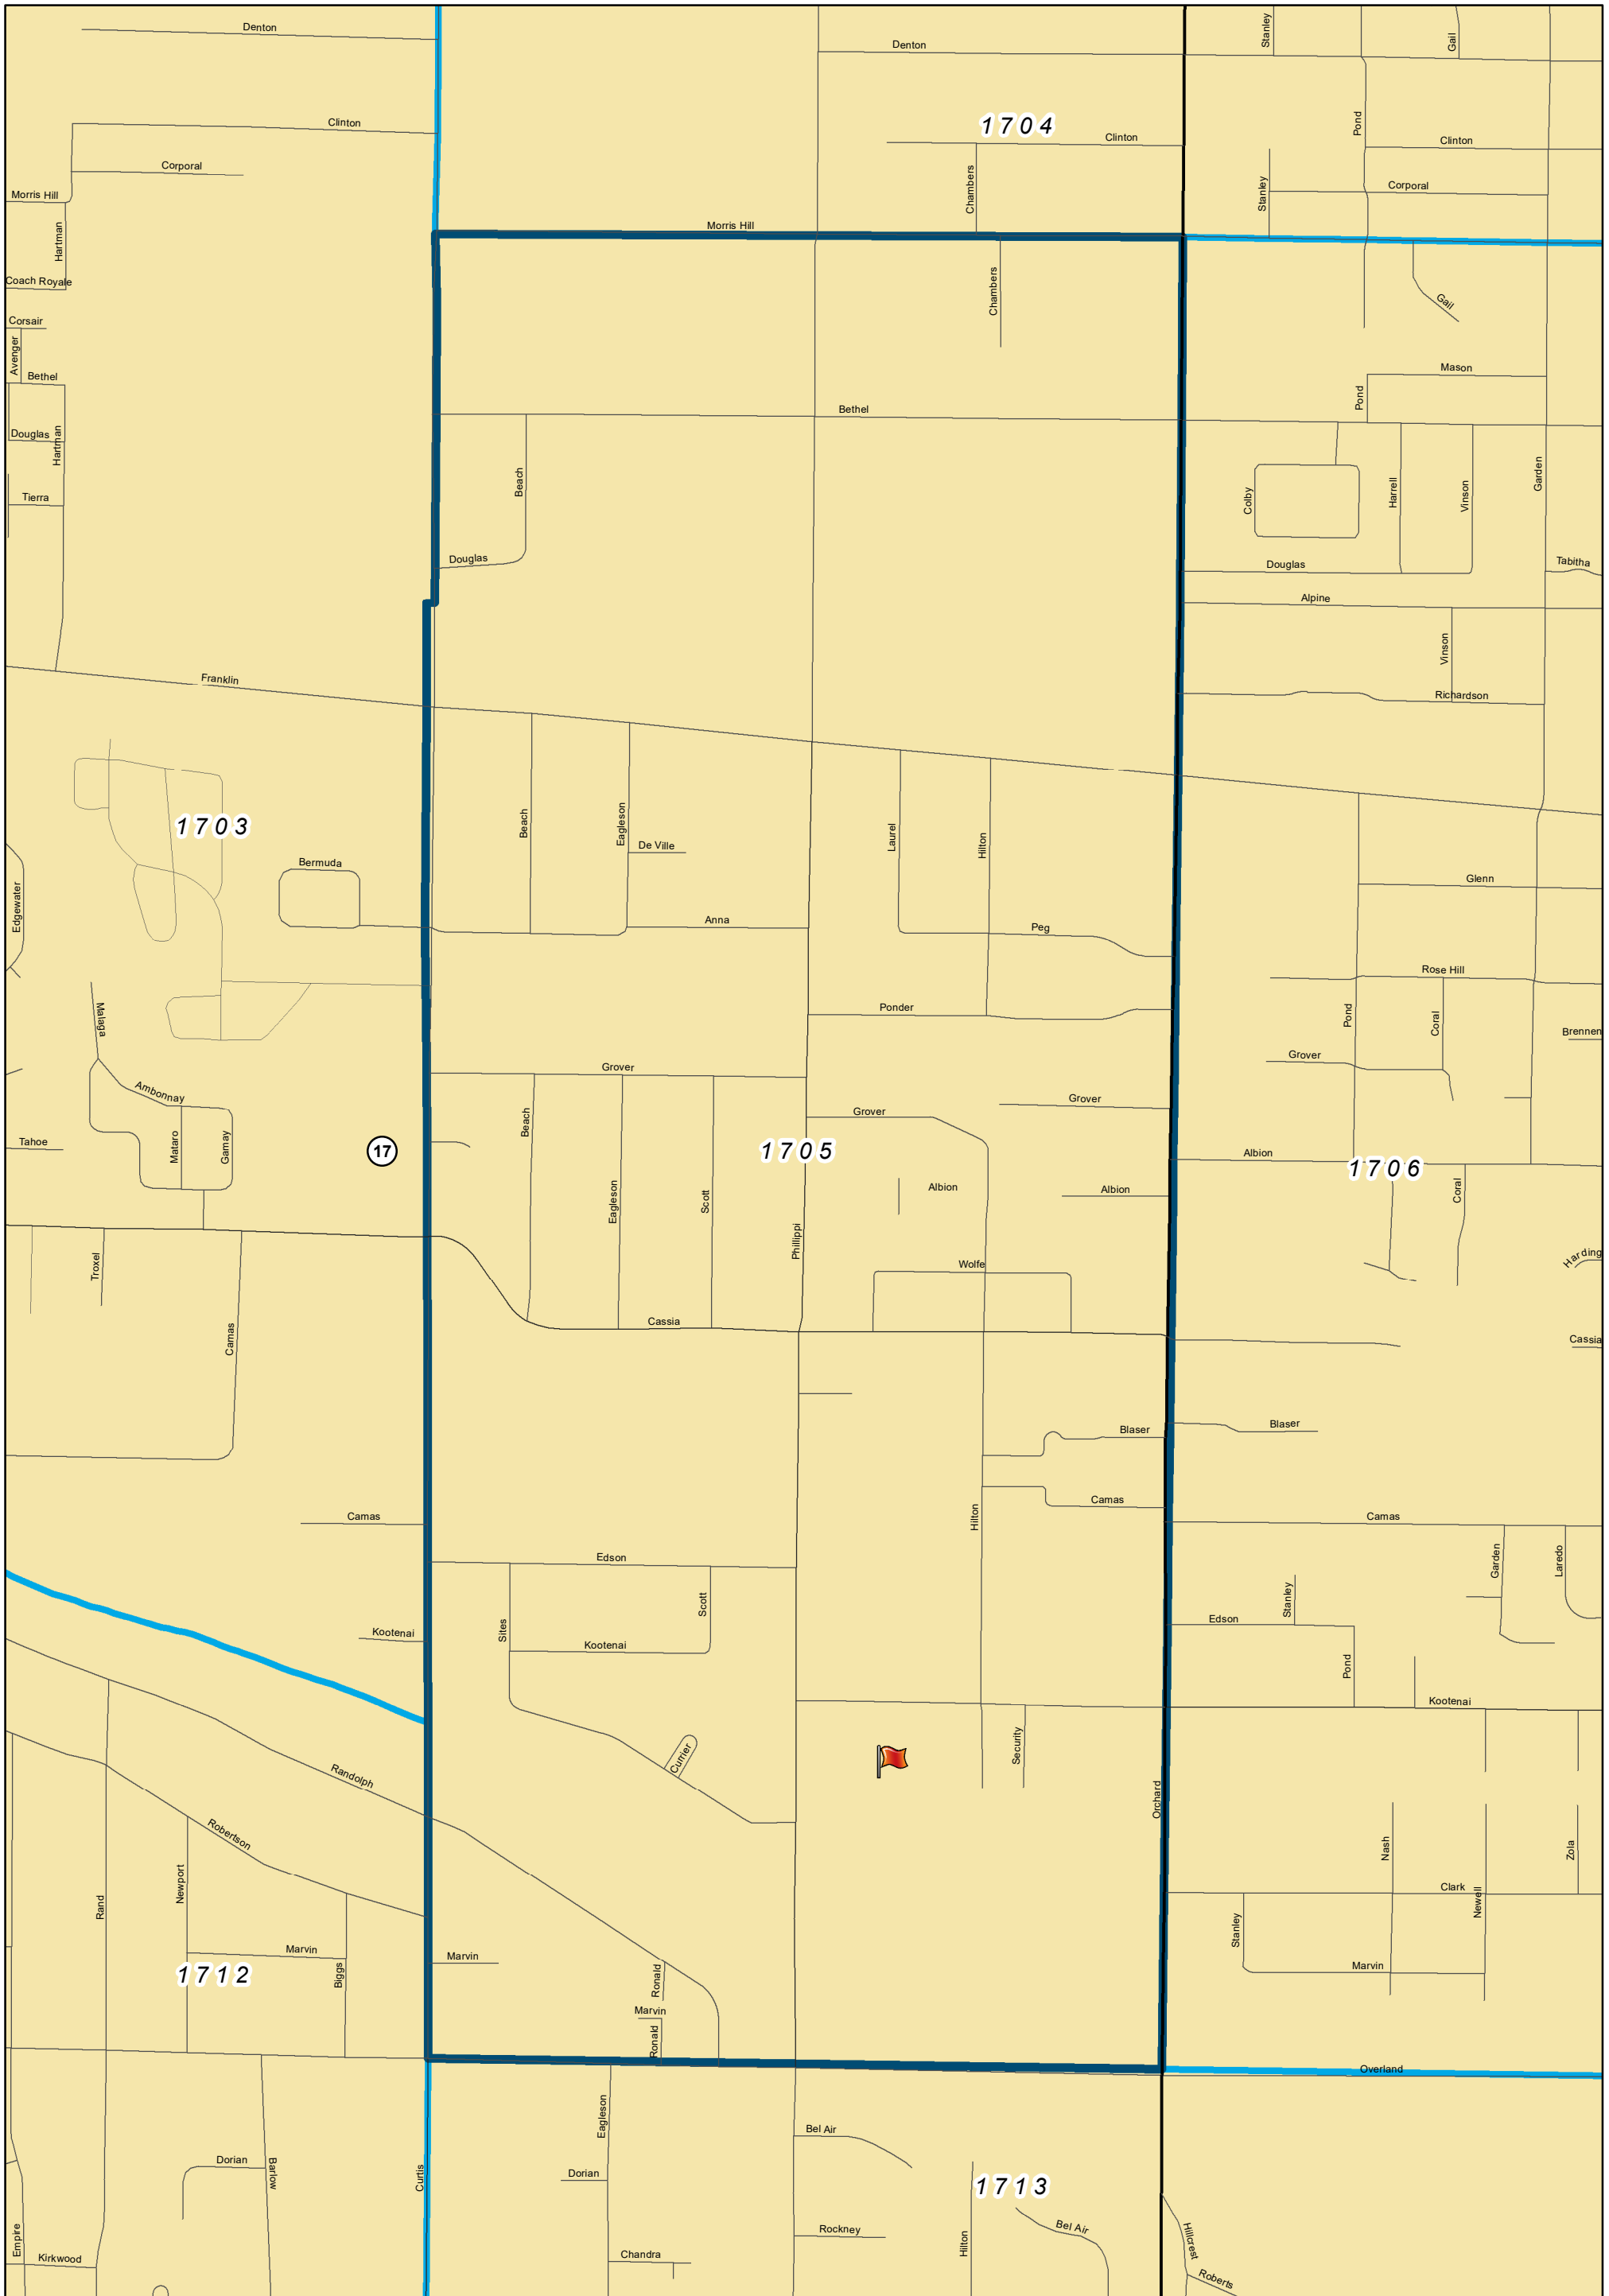 Denton
Denton
Stanley
Gail
Clinton
1704
Clinton
Pond
Clinton
Corporal
Chambers
Stanley
Corporal
Morris Hill
Hartman
Morris Hill
Coach Royale
Chambers
Gail
Corsair
Avenger
Bethel
Mason
Pond
Bethel
Douglas
Hartman
Beach
Colby
Harrell
Vinson
Garden
Tierra
Douglas
Douglas
Tabitha
Alpine
Vinson
Franklin
Richardson
1703
Beach
Eagleson
De Ville
Laurel
Hilton
Bermuda
Glenn
Edgewater
Anna
Peg
Rose Hill
Malaga
Ponder
Pond
Coral
Brennen
Grover
Grover
Ambonnay
Beach
Grover
Grover
Tahoe
Mataro
Gamay
17
1705
Albion
1706
Eagleson
Scott
Albion
Albion
Coral
Phillippi
Troxel
Wolfe
Harding
Camas
Cassia
Cassia
Blaser
Blaser
Camas
Hilton
Camas
Camas
Edson
Garden
Laredo
Scott
Stanley
Edson
Kootenai
Sites
Kootenai
Pond
Kootenai
Currier
Security
Randolph
Orchard
Robertson
Nash
Zola
Newport
Rand
Clark
Newell
Stanley
Marvin
Marvin
Marvin
1712
Biggs
Ronald
Marvin
Ronald
Overland
Eagleson
Bel Air
Dorian
Barlow
Curtis
Dorian
1713
Empire
Kirkwood
Rockney
Chandra
Hilton
Bel Air
Hillcrest
Roberts